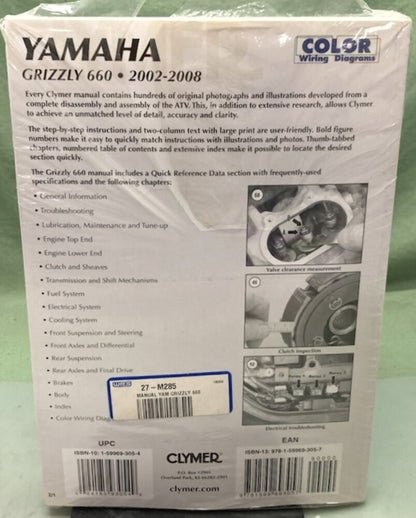 YAMAHA
GRIZZLY 660 • 2002-2008
COLOR
Wiring Diagrams
Every Clymer manual contains hundreds of original photographs and illustrations developed from a
complete disassembly and assembly of the ATV. This, in addition to extensive research, allows Clymer
to achieve an unmatched level of detail, accuracy and clarity.
The step-by-step instructions and two-column text with large print are user-friendly. Bold figure
numbers make it easy to quickly match instructions with illustrations and photos. Thumb-tabbed
chapters, numbered table of contents and extensive index make it possible to locate the desired
section quickly.
The Grizzly 660 manual includes a Quick Reference Data section with frequently-used
specifications and the following chapters:
• General Information
• Troubleshooting
• Lubrication, Maintenance and Tune-up
• Engine Top End
• Engine Lower End
• Clutch and Sheaves
• Transmission and Shift Mechanisms
• Fuel System
• Electrical System
• Cooling System
• Front Suspension and Steering
• Front Axles and Differential
• Rear Suspension
• Rear Axles and Final Drive
• Brakes
• Body
• Index
• Color Wiring Diag
Valve clearance measurement
Clutch inspection
Electrical troubleshooting
27-M285
MANUAL YAM GRIZZLY 660
UPC
ISBN-10: 1-59969-305-4
CLYMER
P.O. Box 12901
Overland Park, KS 66282-2901
clymer.com
EAN
ISBN-13: 978-1-59969-305-7
90000